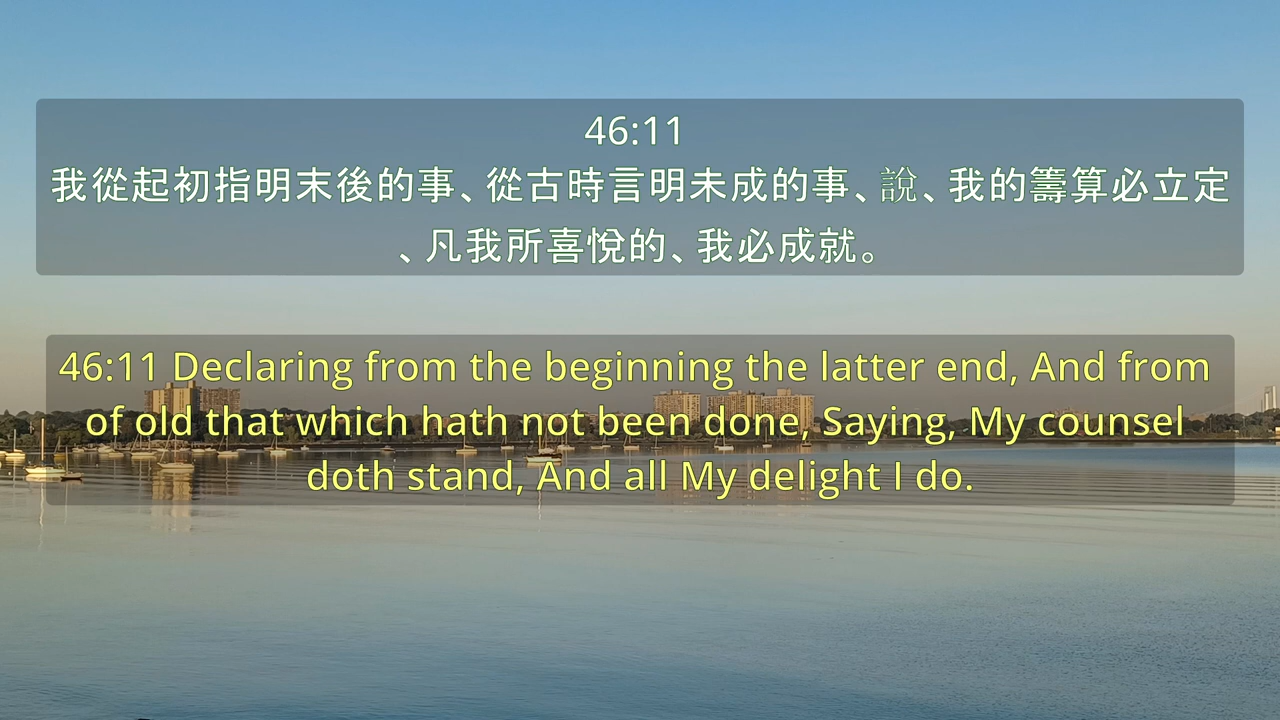 46:11
我從起初指明末後的事、從古時言明未成的事、說、我的籌算必立定
、凡我所喜悅的、我必成就。
46:11 Declaring from the beginning the latter end, And from
of old that which hath not been done, Saying, My counsel
doth stand, And all My delight I do.